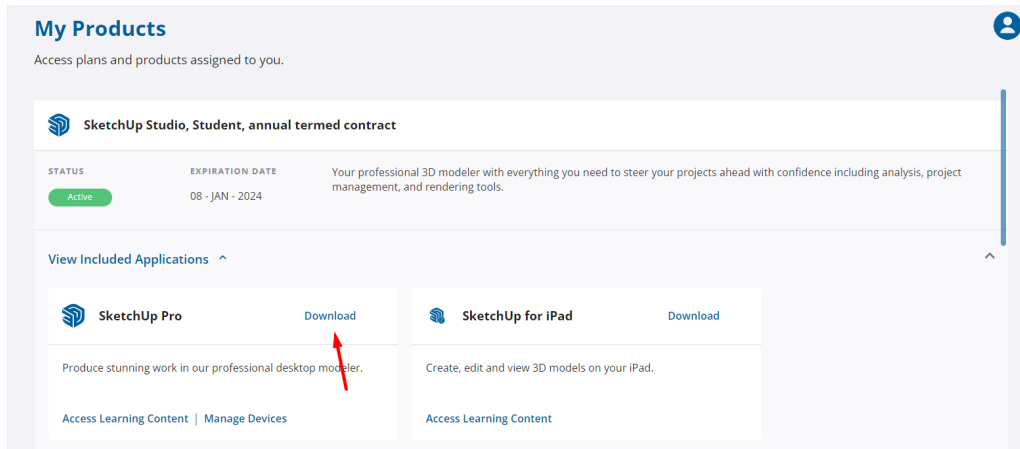 My Products
Access plans and products assigned to you.
SketchUp Studio, Student, annual termed contract
STATUS
Active
EXPIRATION DATE
08 - JAN - 2024
Your professional 3D modeler with everything you need to steer your projects ahead with confidence including analysis, project
management, and rendering tools.
View Included Applications
SketchUp Pro
Download
Produce stunning work in our professional desktop modeler.
Access Learning Content | Manage Devices
SketchUp for iPad
Download
Create, edit and view 3D models on your iPad.
Access Learning Content